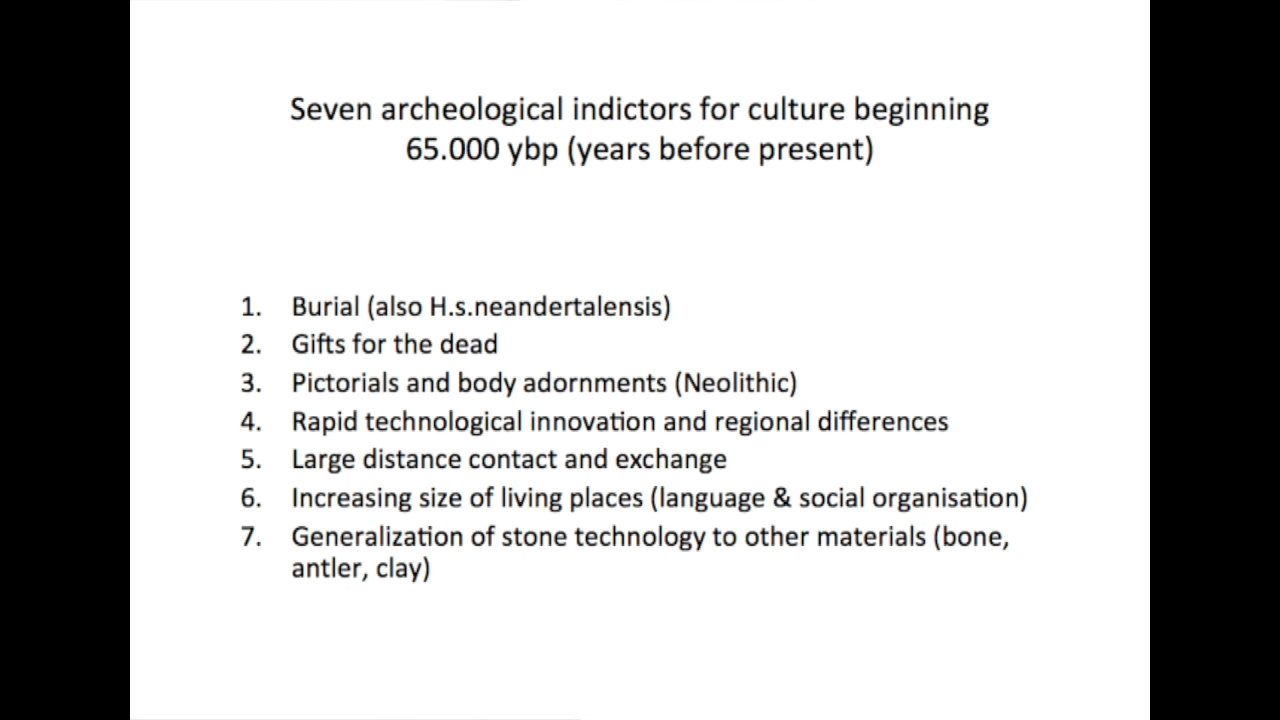 Seven archeological indictors for culture beginning
65.000 ybp (years before present)
1. Burial (also H.s.neandertalensis)
2. Gifts for the dead
3. Pictorials and body adornments (Neolithic)
4. Rapid technological innovation and regional differences
5. Large distance contact and exchange
6. Increasing size of living places (language & social organisation)
7. Generalization of stone technology to other materials (bone,
antler, clay)